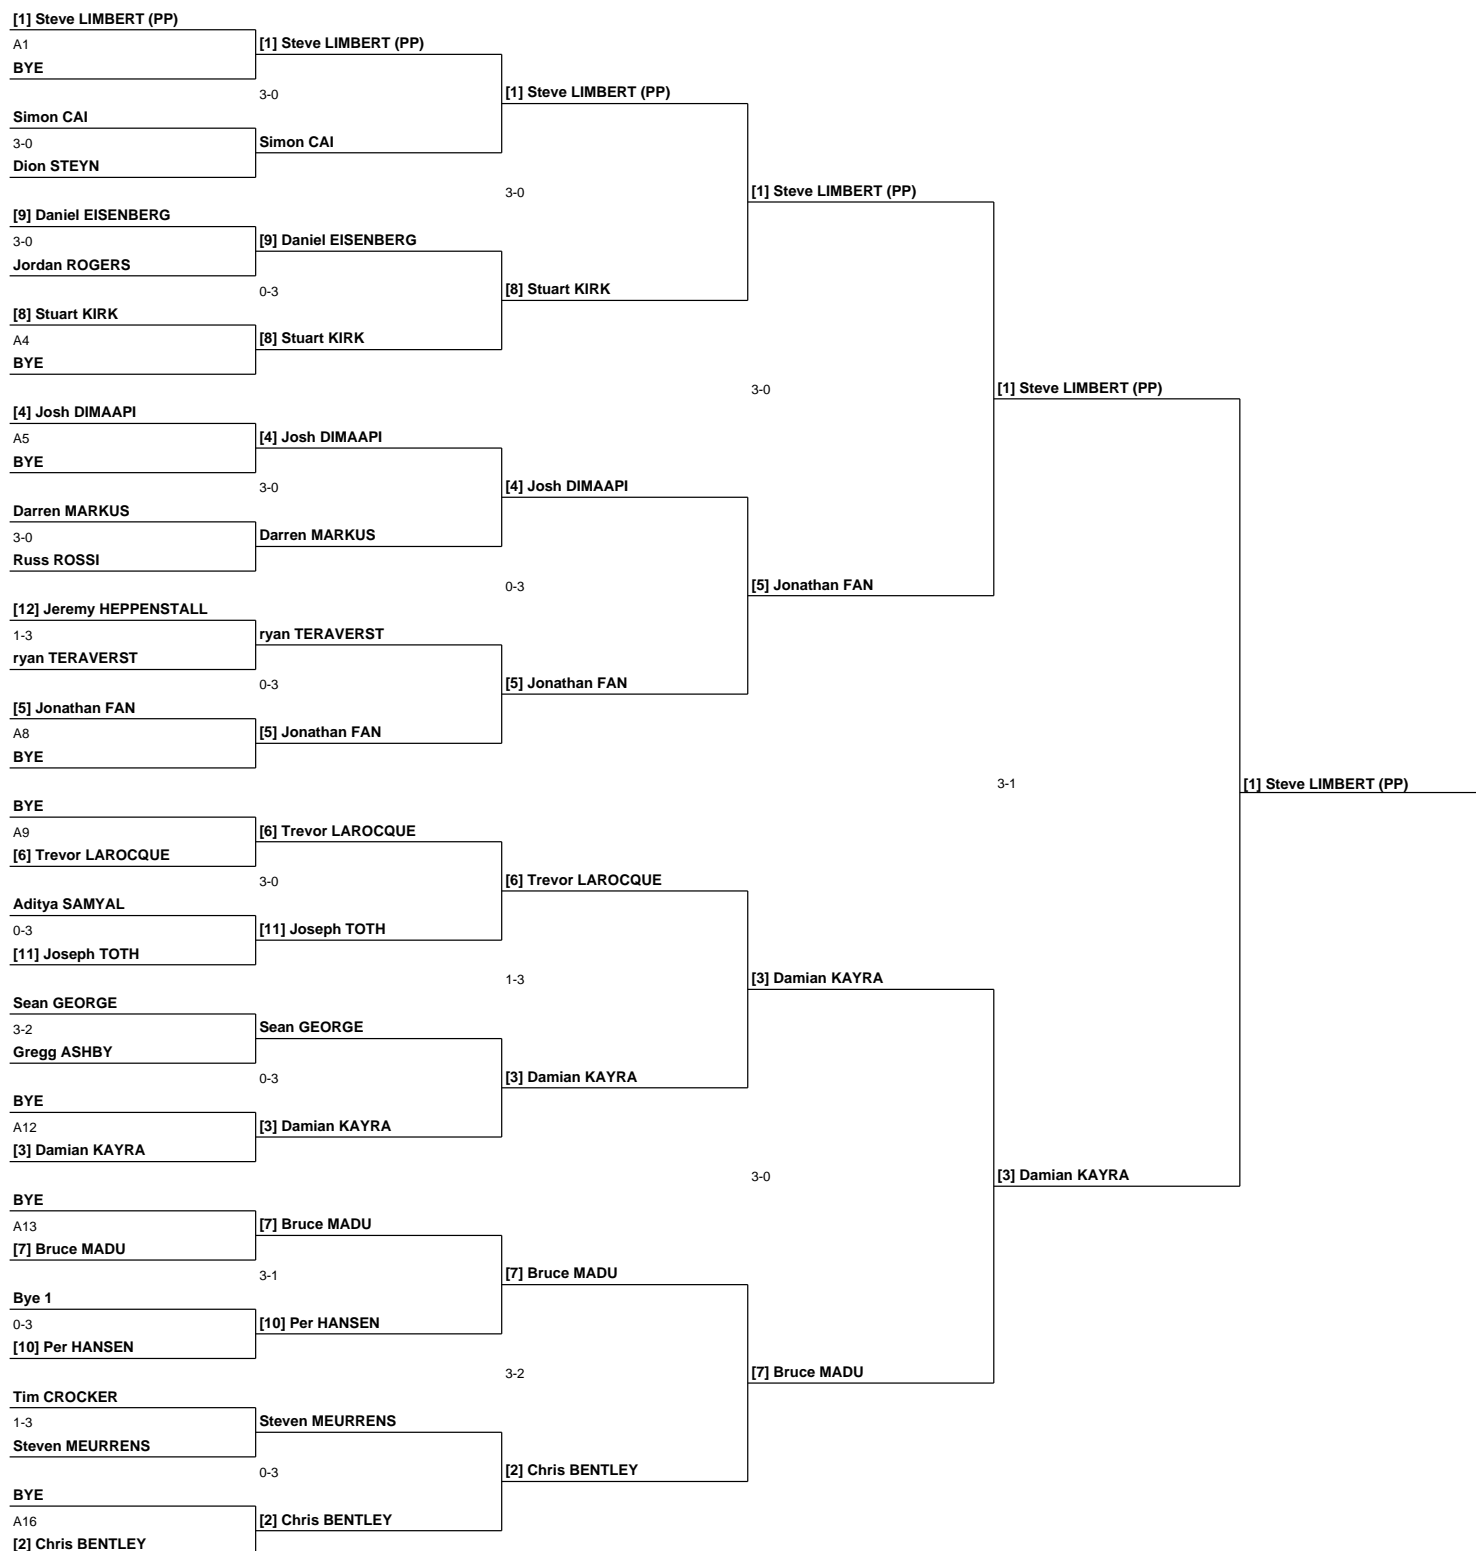 [1] Steve LIMBERT (PP)
A1
BYE
Simon CAI
3-0
Dion STEYN
[9] Daniel EISENBERG
3-0
Jordan ROGERS
[8] Stuart KIRK
A4
BYE
[4] Josh DIMAAPI
A5
BYE
Darren MARKUS
3-0
Russ ROSSI
[12] Jeremy HEPPENSTALL
1-3
ryan TERAVERST
[5] Jonathan FAN
A8
BYE
BYE
A9
[6] Trevor LAROCQUE
Aditya SAMYAL
0-3
[11] Joseph TOTH
Sean GEORGE
3-2
Gregg ASHBY
BYE
A12
[3] Damian KAYRA
BYE
A13
[7] Bruce MADU
Bye 1
0-3
[10] Per HANSEN
Tim CROCKER
1-3
Steven MEURRENS
BYE
A16
[2] Chris BENTLEY
[1] Steve LIMBERT (PP)
3-0
Simon CAI
[9] Daniel EISENBERG
0-3
[8] Stuart KIRK
[4] Josh DIMAAPI
3-0
Darren MARKUS
ryan TERAVERST
0-3
[5] Jonathan FAN
[6] Trevor LAROCQUE
3-0
[11] Joseph TOTH
Sean GEORGE
0-3
[3] Damian KAYRA
[7] Bruce MADU
3-1
[10] Per HANSEN
Steven MEURRENS
0-3
[2] Chris BENTLEY
[1] Steve LIMBERT (PP)
3-0
[8] Stuart KIRK
[4] Josh DIMAAPI
0-3
[5] Jonathan FAN
[6] Trevor LAROCQUE
1-3
[3] Damian KAYRA
[7] Bruce MADU
3-2
[2] Chris BENTLEY
[1] Steve LIMBERT (PP)
3-0
[5] Jonathan FAN
[3] Damian KAYRA
3-0
[7] Bruce MADU
[1] Steve LIMBERT (PP)
3-1
[3] Damian KAYRA
[1] Steve LIMBERT (PP)